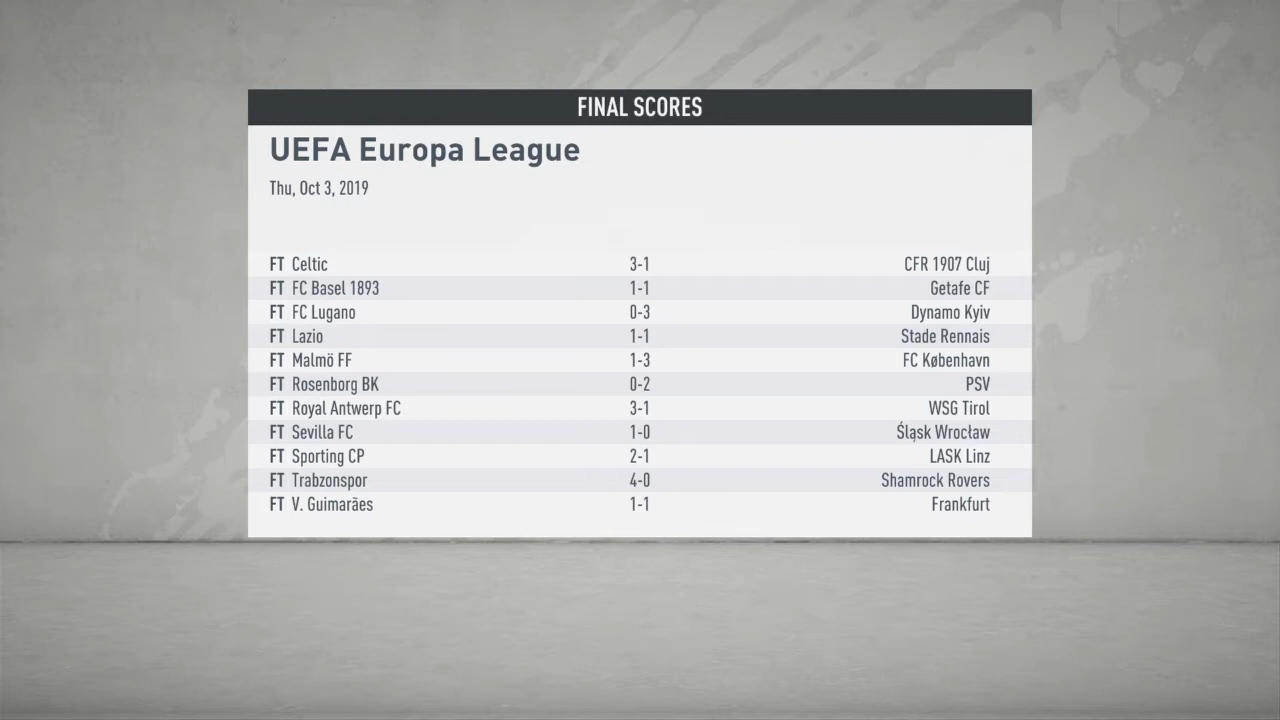 FINAL SCORES
UEFA Europa League
Thu, Oct 3, 2019
FT Celtic 3-1 CFR 1907 Cluj
FT FC Basel 1893 1-1 Getafe CF
FT FC Lugano 0-3 Dynamo Kyiv
FT Lazio 1-1 Stade Rennais
FT Malmö FF 1-3 FC København
FT Rosenborg BK 0-2 PSV
FT Royal Antwerp FC 3-1 WSG Tirol
FT Sevilla FC 1-0 Śląsk Wrocław
FT Sporting CP 2-1 LASK Linz
FT Trabzonspor 4-0 Shamrock Rovers
FT V. Guimarães 1-1 Frankfurt